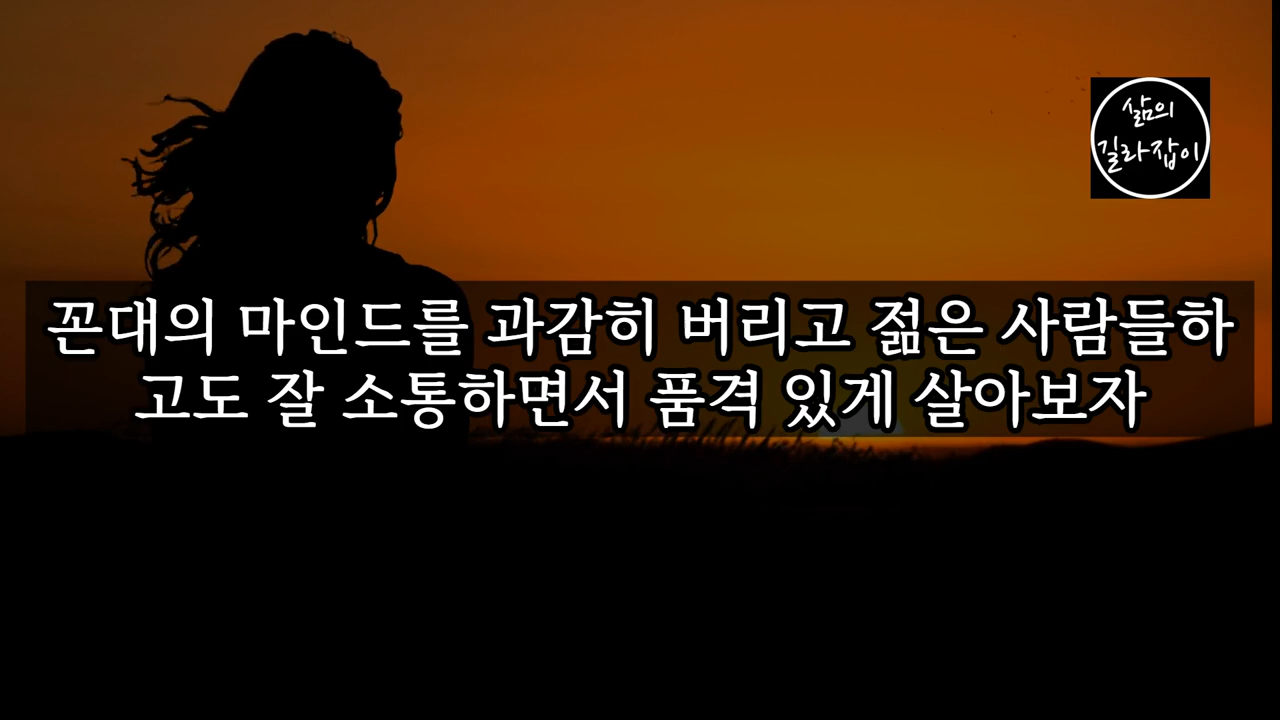 삶의
길라잡이
꼰대의 마인드를 과감히 버리고 젊은 사람들하
고도 잘 소통하면서 품격 있게 살아보자